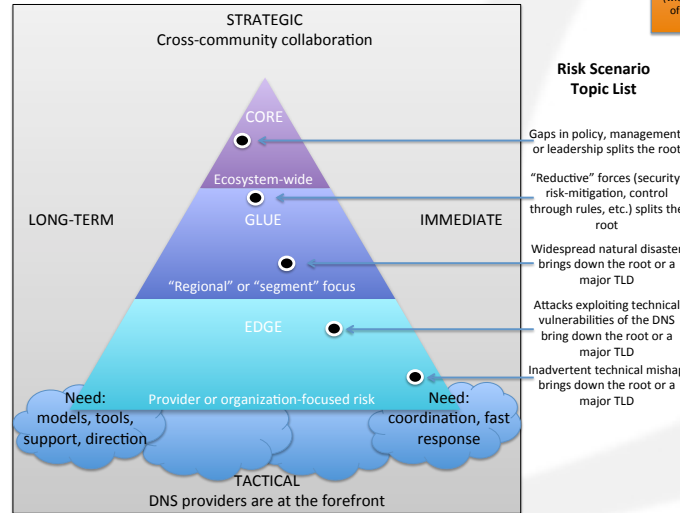 STRATEGIC
Cross-community collaboration
CORE
Ecosystem-wide
LONG-TERM
GLUE
IMMEDIATE
"Regional" or "segment" focus
EDGE
Provider or organization-focused risk
Need:
models, tools,
support, direction
Need:
coordination, fast
response
TACTICAL
DNS providers are at the forefront
of
Risk Scenario
Topic List
Gaps in policy, management
or leadership splits the root
“Reductive” forces (security
risk-mitigation, control
through rules, etc.) splits the
root
Widespread natural disaster
brings down the root or a
major TLD
Attacks exploiting technical
vulnerabilities of the DNS
bring down the root or a
major TLD
Inadvertent technical mishap
brings down the root or a
major TLD